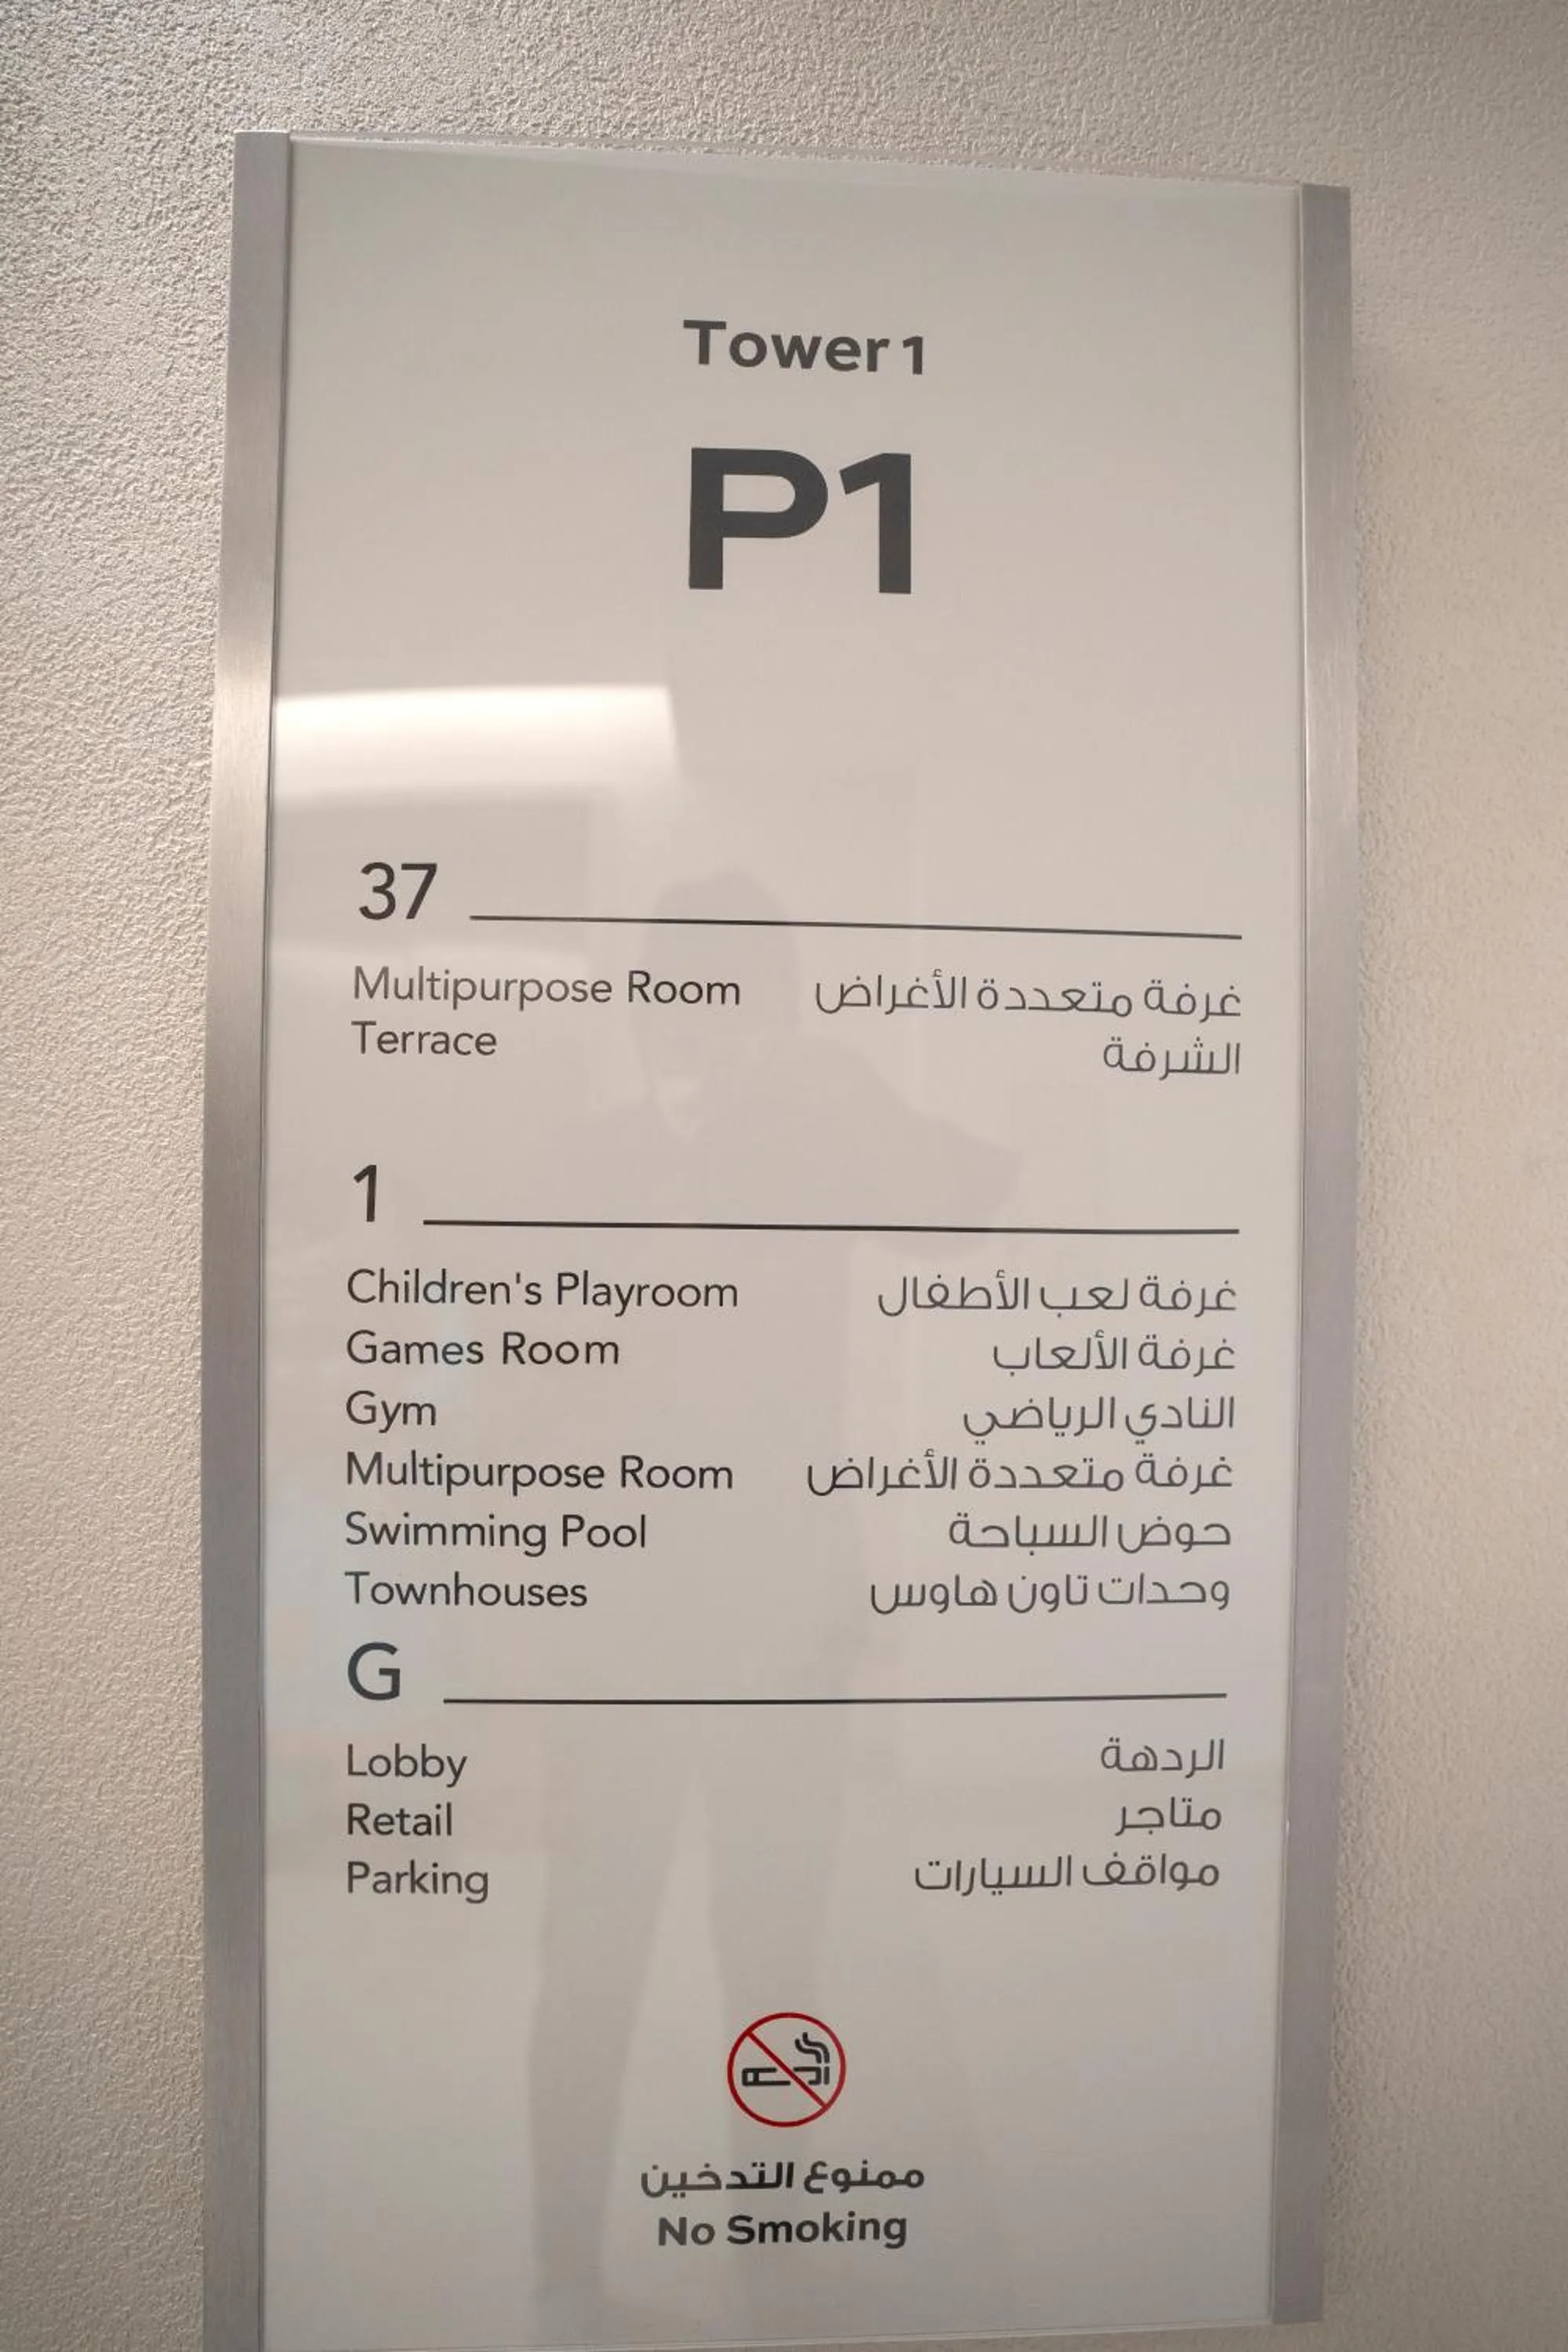 Tower 1
P1
37
Multipurpose Room غرفة متعددة الأغراض
Terrace الشرفة
1
Children's Playroom غرفة لعب الأطفال
Games Room غرفة الألعاب
Gym النادي الرياضي
Multipurpose Room غرفة متعددة الأغراض
Swimming Pool حوض السباحة
Townhouses وحدات تاون هاوس
G
Lobby الردهة
Retail متاجر
Parking مواقف السيارات
ممنوع التدخين
No Smoking